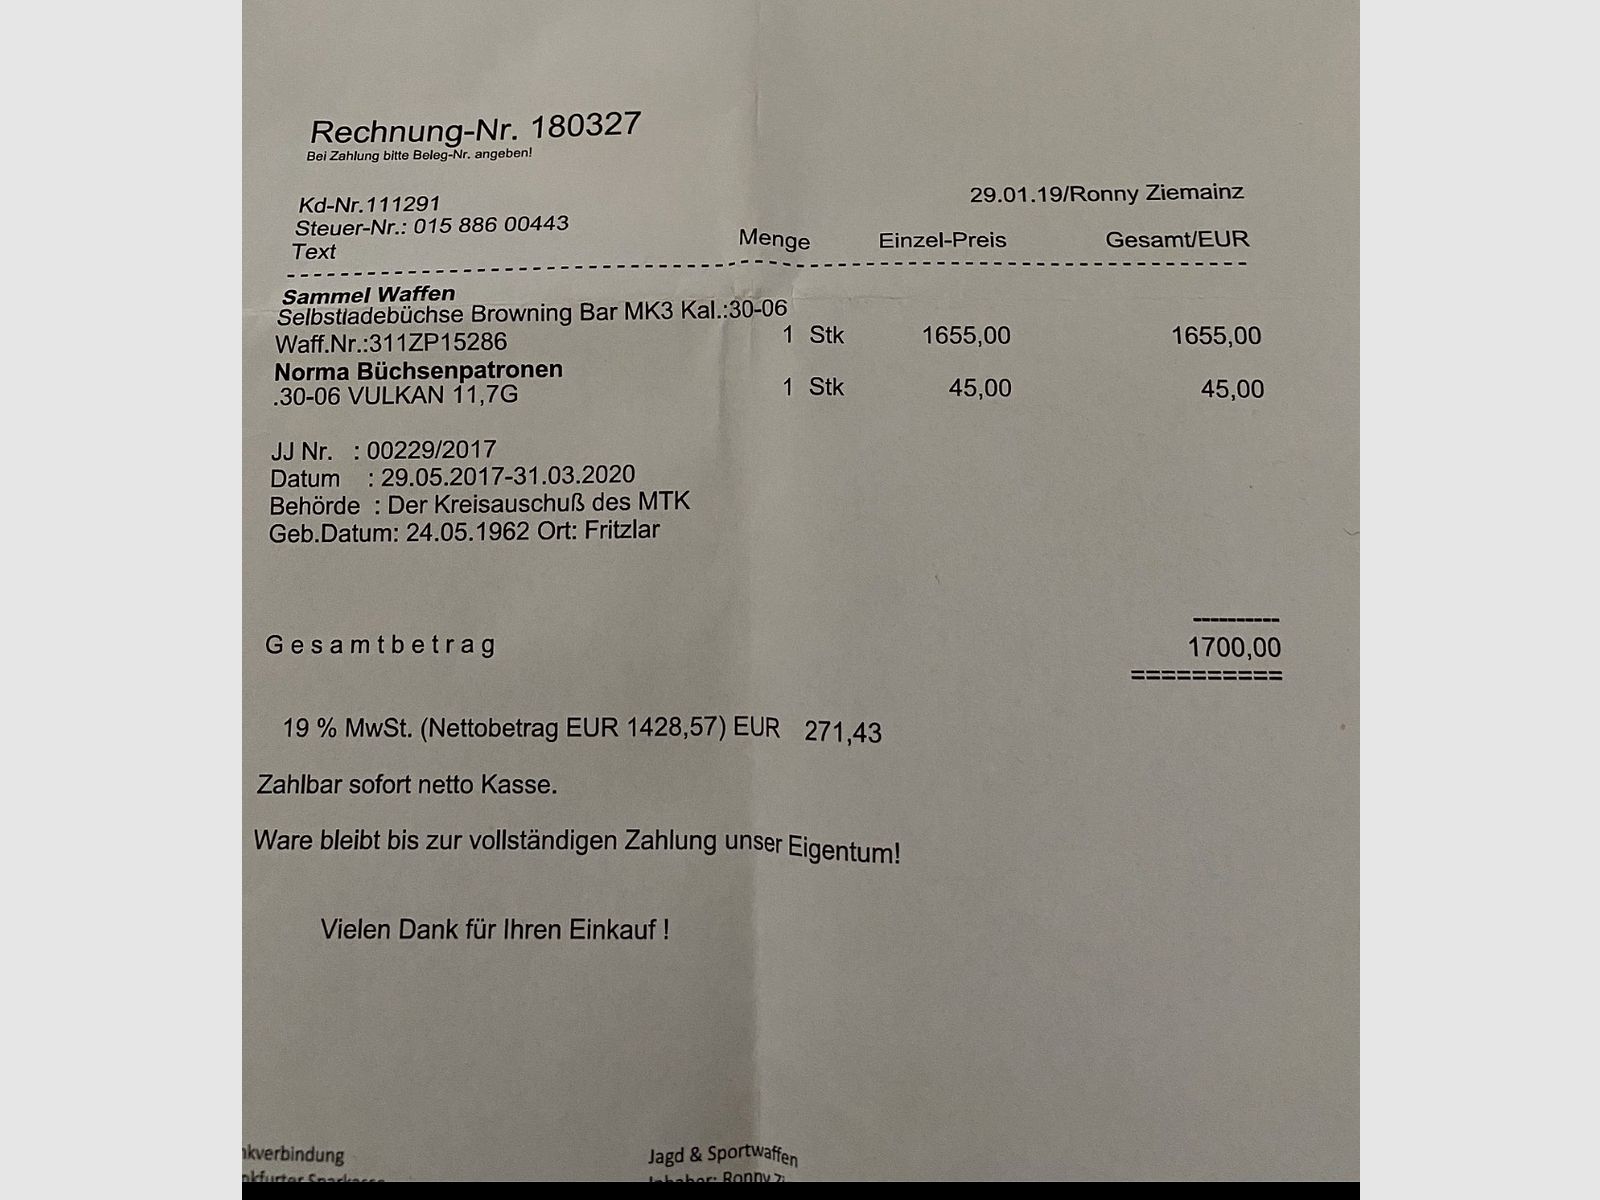 Rechnung-Nr. 180327
Bei Zahlung bitte Beleg-Nr. angeben!
29.01.19/Ronny Ziemainz
Kd-Nr.111291
Steuer-Nr.: 015 886 00443
Text Menge Einzel-Preis Gesamt/EUR
Sammel Waffen
Selbstladebüchse Browning Bar MK3 Kal.:30-06
Waff.Nr.:311ZP15286 1 Stk 1655,00 1655,00
Norma Büchsenpatronen
.30-06 VULKAN 11,7G 1 Stk 45,00 45,00
JJ Nr. : 00229/2017
Datum : 29.05.2017-31.03.2020
Behörde : Der Kreisauschuß des MTK
Geb.Datum: 24.05.1962 Ort: Fritzlar
----------
Gesamtbetrag 1700,00
==========
19 % MwSt. (Nettobetrag EUR 1428,57) EUR 271,43
Zahlbar sofort netto Kasse.
Ware bleibt bis zur vollständigen Zahlung unser Eigentum!
Vielen Dank für Ihren Einkauf !
nkverbindung Jagd & Sportwaffen
Inhaber: Ronny